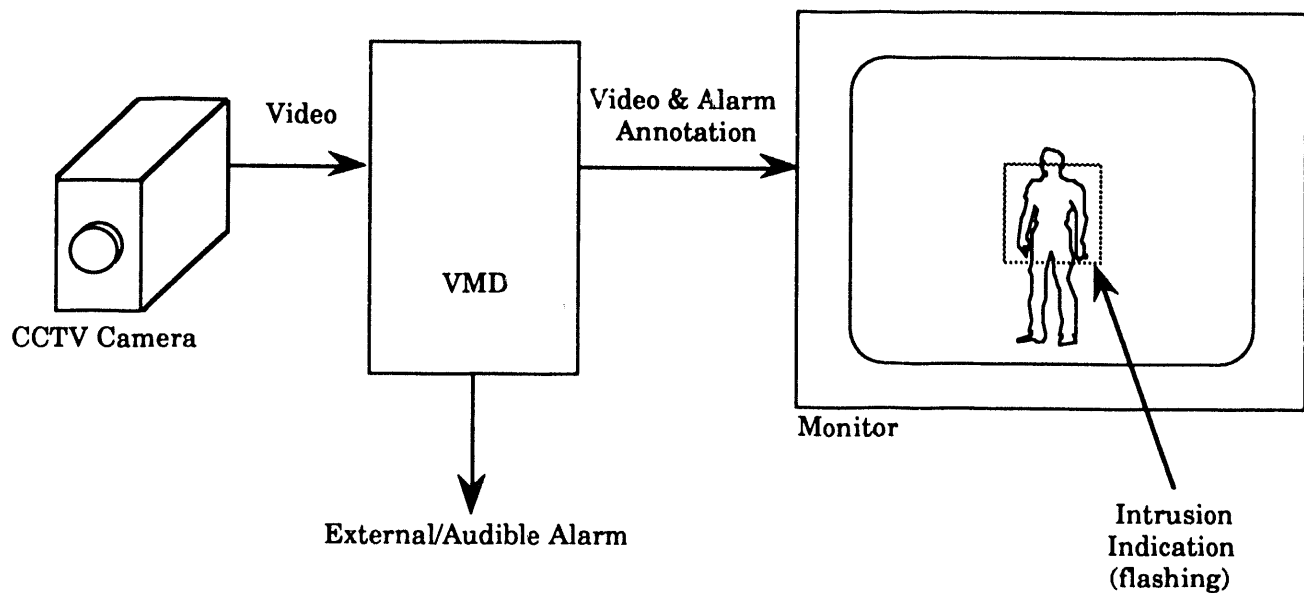 Video
Video & Alarm
Annotation
VMD
CCTV Camera
Monitor
External/Audible Alarm
Intrusion
Indication
(flashing)